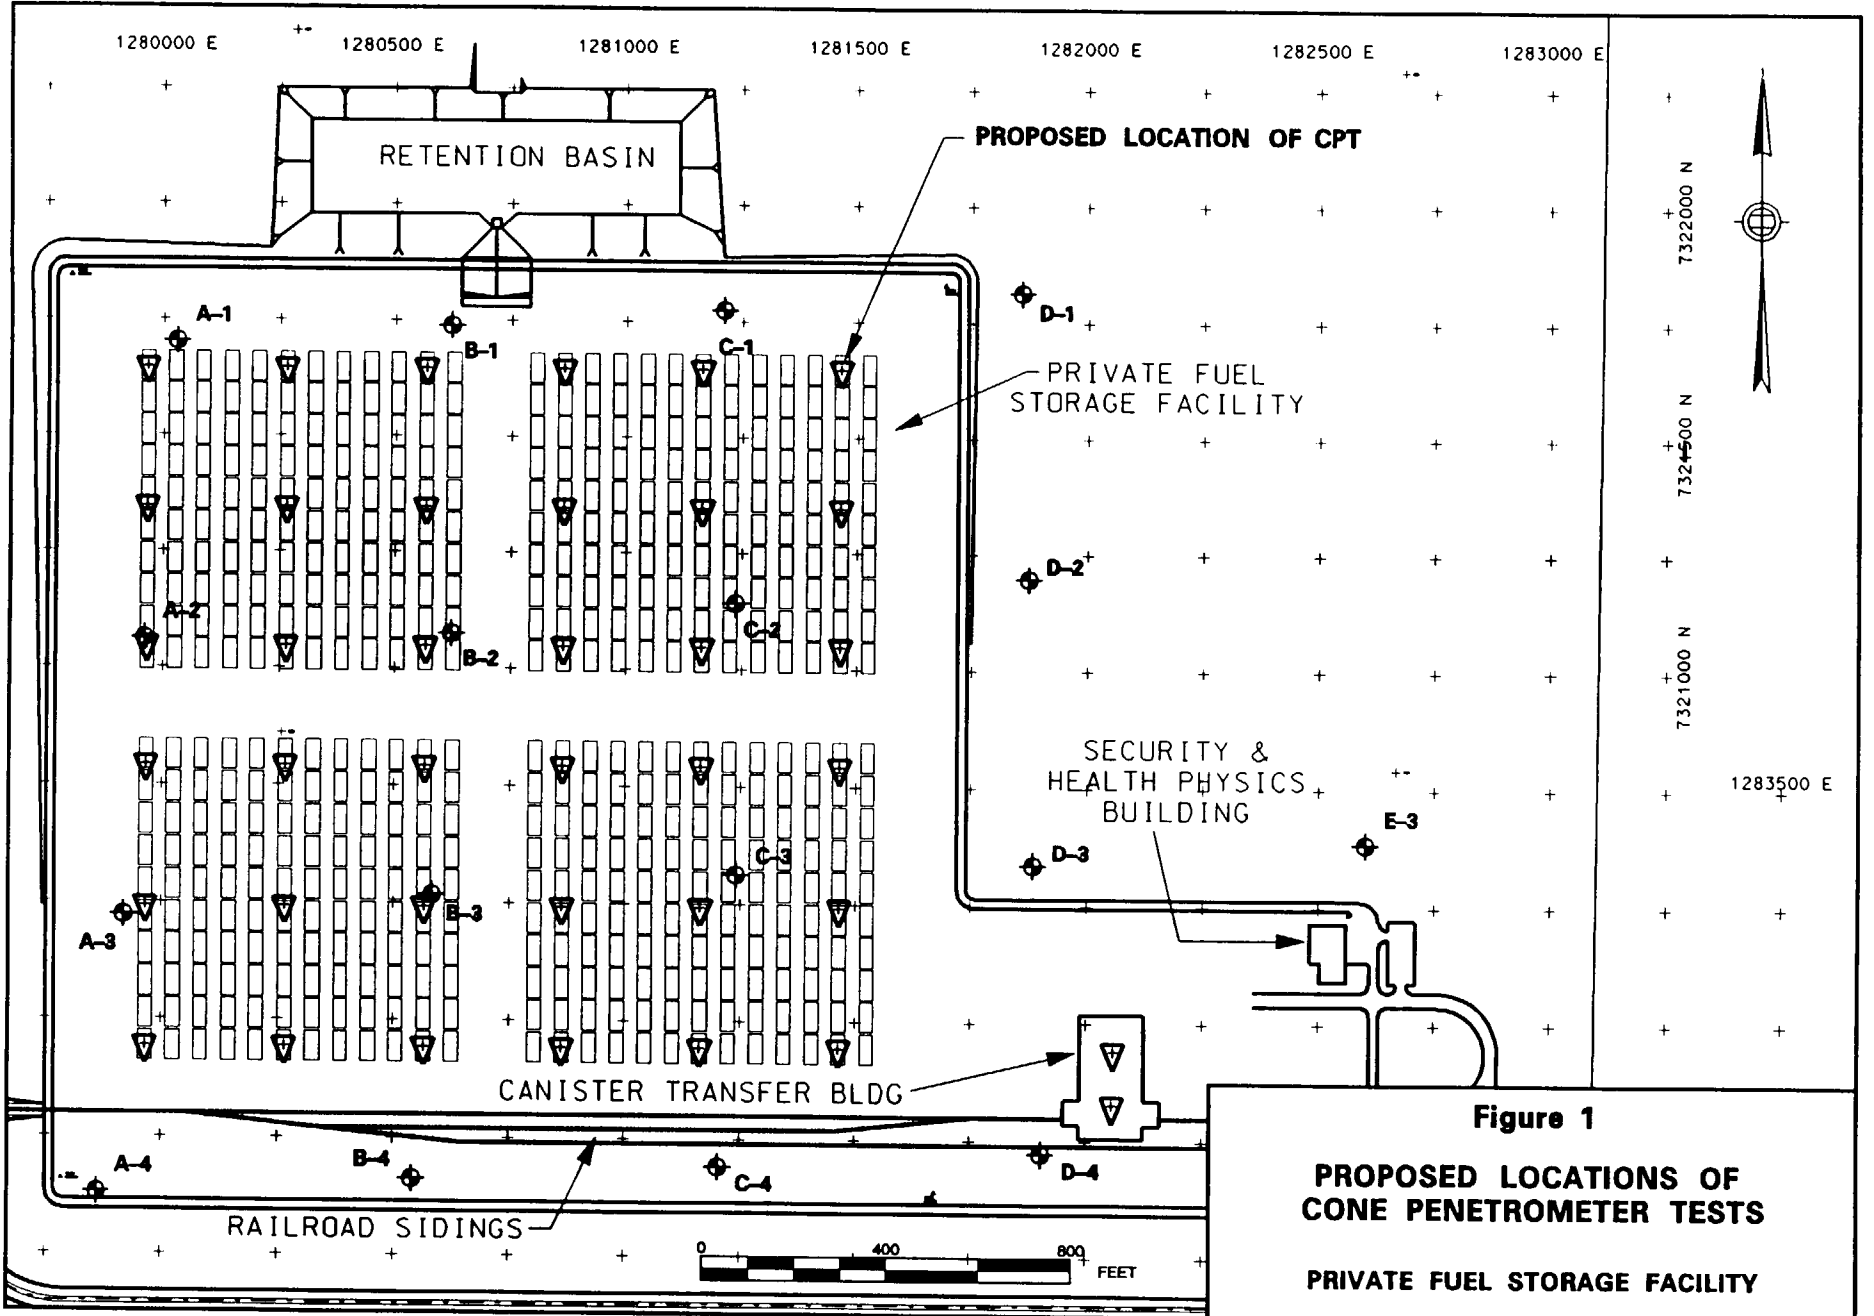 1280000 E
1280500 E
1281000 E
1281500 E
1282000 E
1282500 E
1283000 E
PROPOSED LOCATION OF CPT
RETENTION BASIN
7322000 N
A-1
B-1
C-1
D-1
PRIVATE FUEL
STORAGE FACILITY
7321500 N
A-2
B-2
C-2
D-2
7321000 N
SECURITY &
HEALTH PHYSICS
BUILDING
1283500 E
A-3
B-3
C-3
D-3
E-3
CANISTER TRANSFER BLDG
A-4
B-4
C-4
D-4
RAILROAD SIDINGS
0
400
800
FEET
Figure 1
PROPOSED LOCATIONS OF
CONE PENETROMETER TESTS
PRIVATE FUEL STORAGE FACILITY